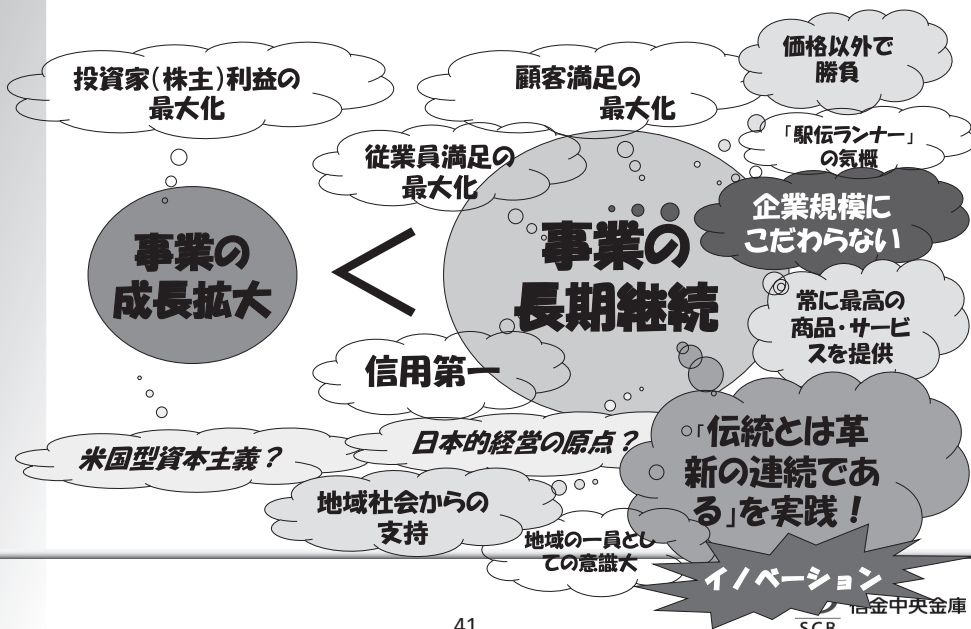 投資家(株主)利益の
最大化
顧客満足の
最大化
価格以外で
勝負
「駅伝ランナー」
の気概
従業員満足の
最大化
企業規模に
こだわらない
事業の
成長拡大
<
事業の
長期継続
常に最高の
商品・サービ
スを提供
信用第一
「伝統とは革
新の連続であ
る」を実践!
米国型資本主義?
日本的経営の原点?
地域社会からの
支持
地域の一員とし
ての意識大
イノベーション
信金中央金庫
SCB
41